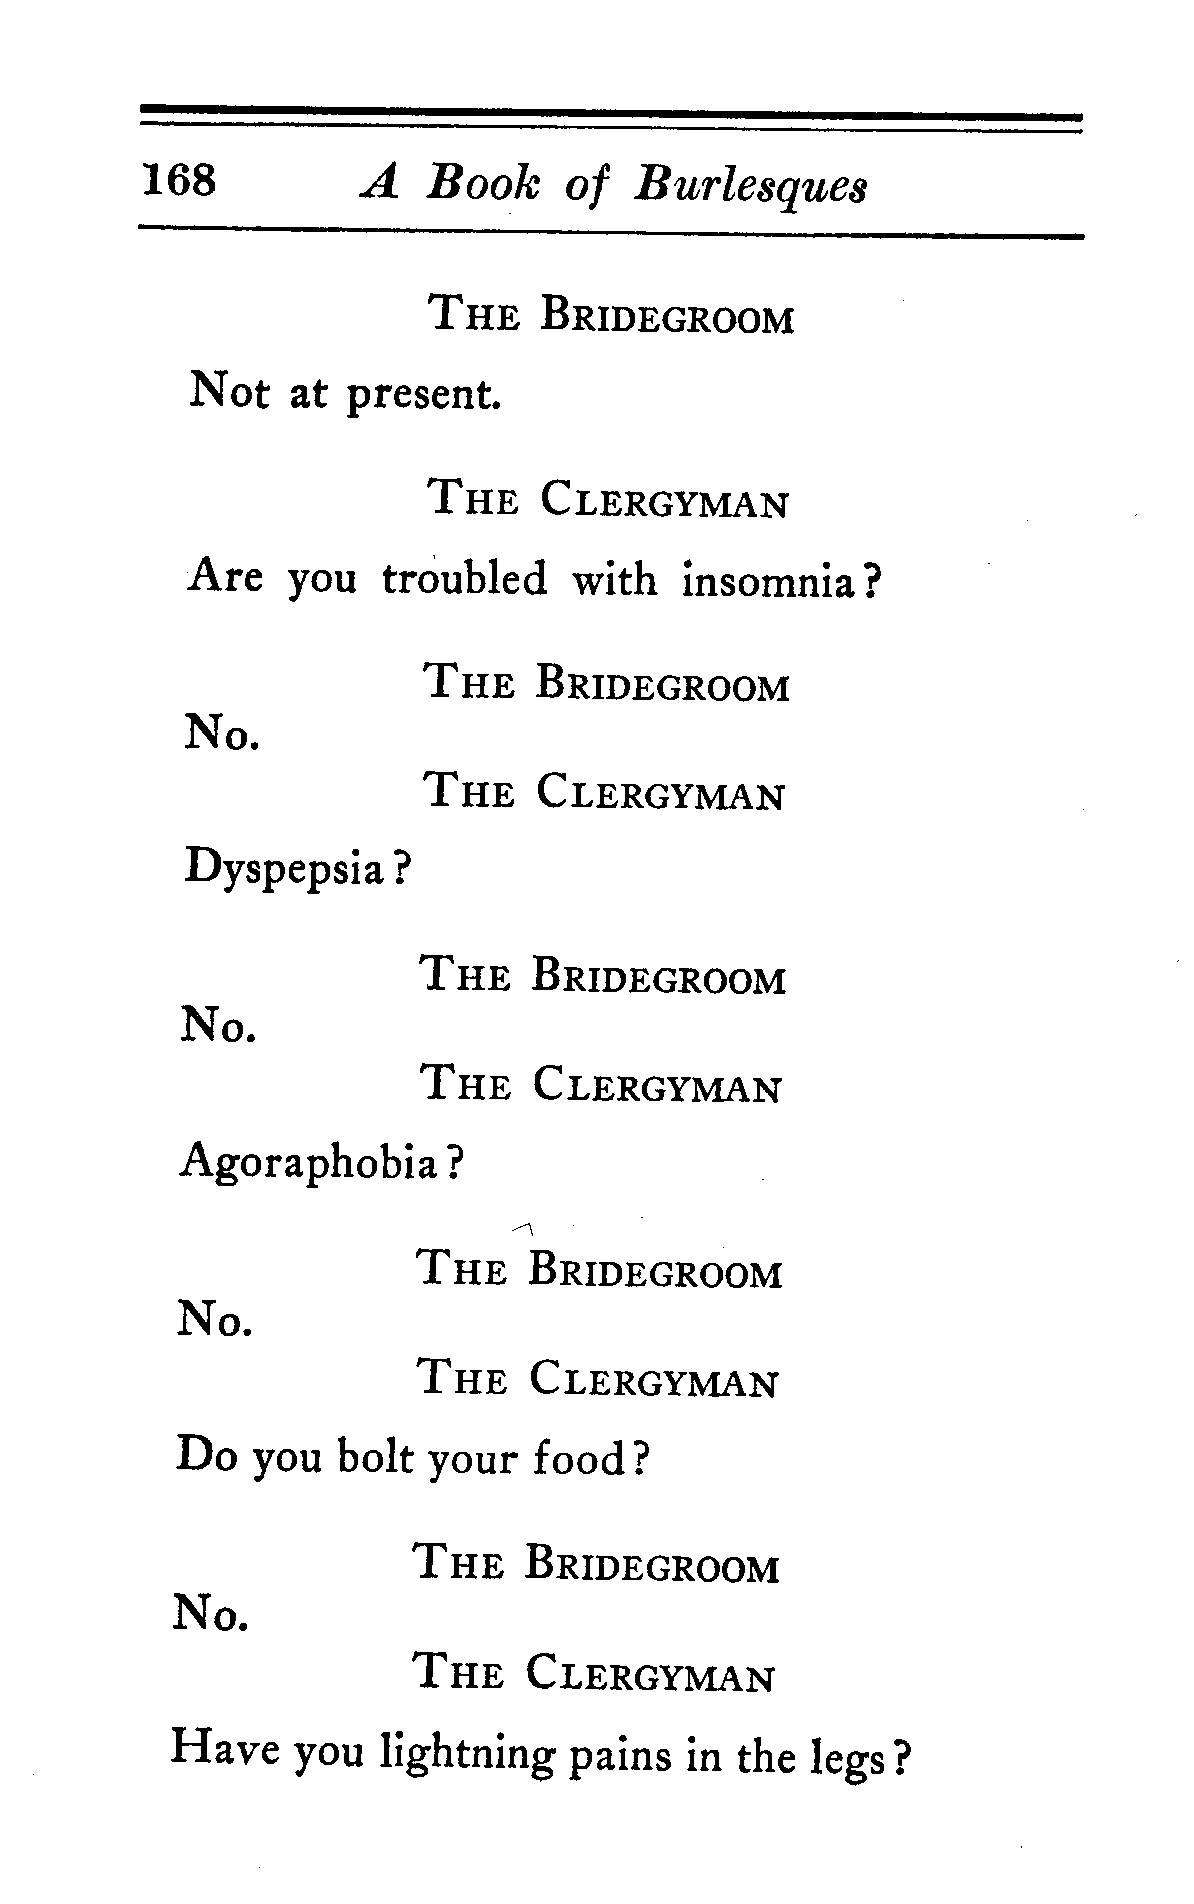 168 A Book of Burlesques
The Bridegroom
Not at present.
The Clergyman
Are you troubled with insomnia?
The Bridegroom
No.
The Clergyman
Dyspepsia?
The Bridegroom
No.
The Clergyman
Agoraphobia?
The Bridegroom
No.
The Clergyman
Do you bolt your food?
The Bridegroom
No.
The Clergyman
Have you lightning pains in the legs?